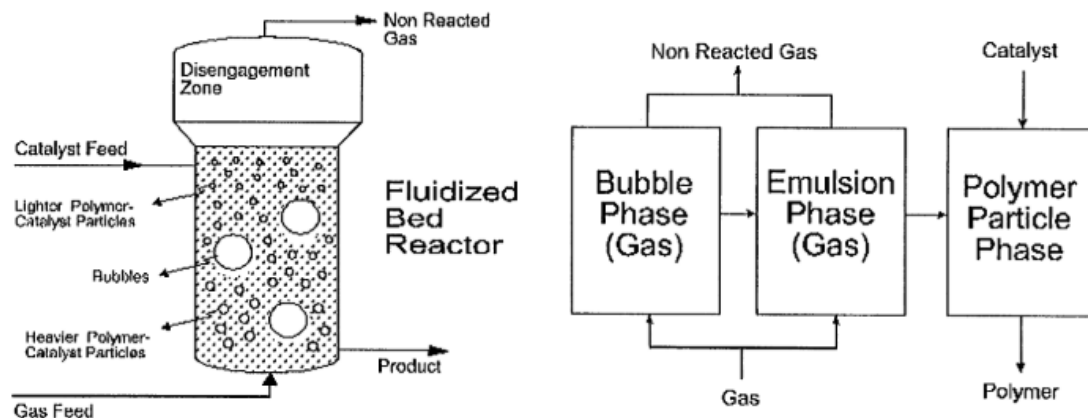 Non Reacted
Gas
Disengagement
Zone
Catalyst Feed
Lightor Polymor-
Catalyst Particles
Bubbles
Heavier Polymer-
Catalyst Particles
Gas Feed
Product
Fluidized
Bed
Reactor
Non Reacted Gas
Catalyst
Bubble
Phase
(Gas)
Emulsion
Phase
(Gas)
Polymer
Particle
Phase
Gas
Polymer